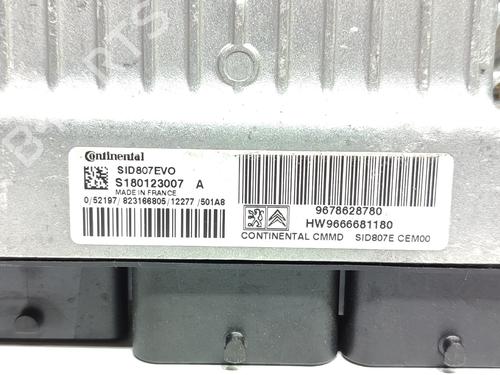 Continental
SID807EVO
S180123007 A
MADE IN FRANCE
0/52197/823166805/12277/501A8
9678628780
HW9666681180
CONTINENTAL CMMD SID807E CEM00